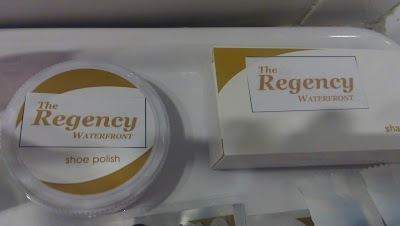 The
Regency
WATERFRONT
shoe polish
The
Regency
WATERFRONT